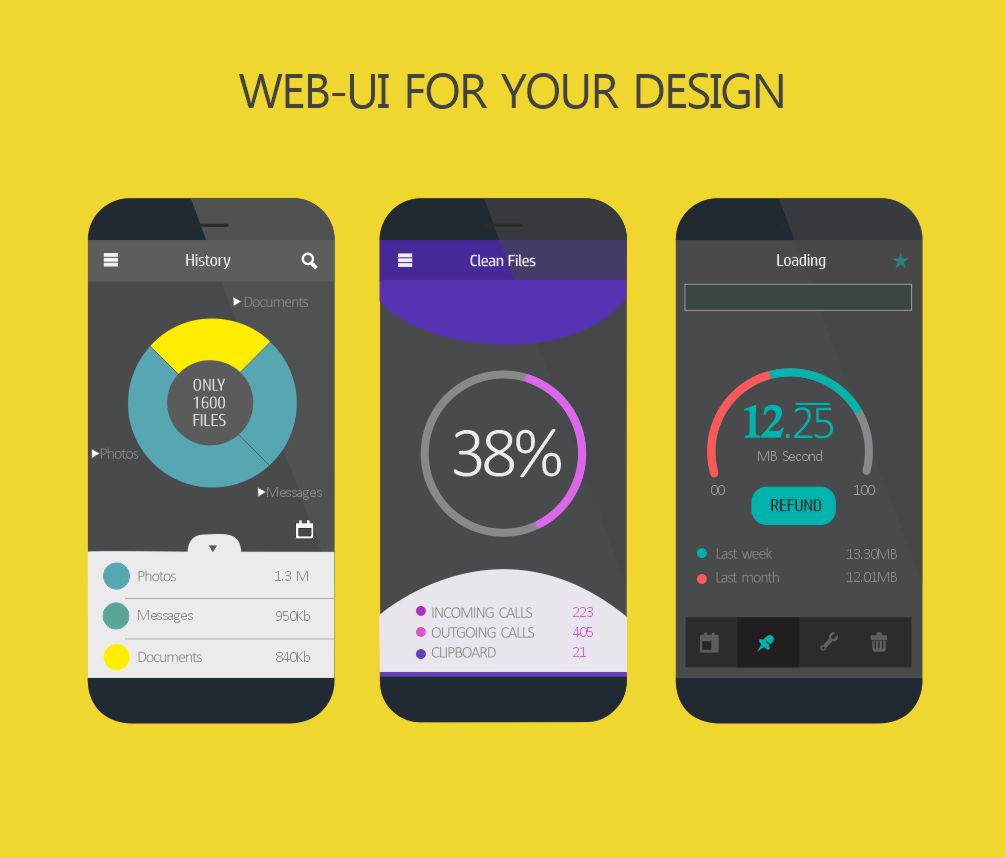 WEB-UI FOR YOUR DESIGN
History
Documents
ONLY
1600
FILES
Photos
Messages
Photos 1.3 M
Messages 950Kb
Documents 840Kb
Clean Files
38%
INCOMING CALLS 223
OUTGOING CALLS 405
CLIPBOARD 21
Loading
12.25
MB Second
00 100
REFUND
Last week 13.30MB
Last month 12.01MB